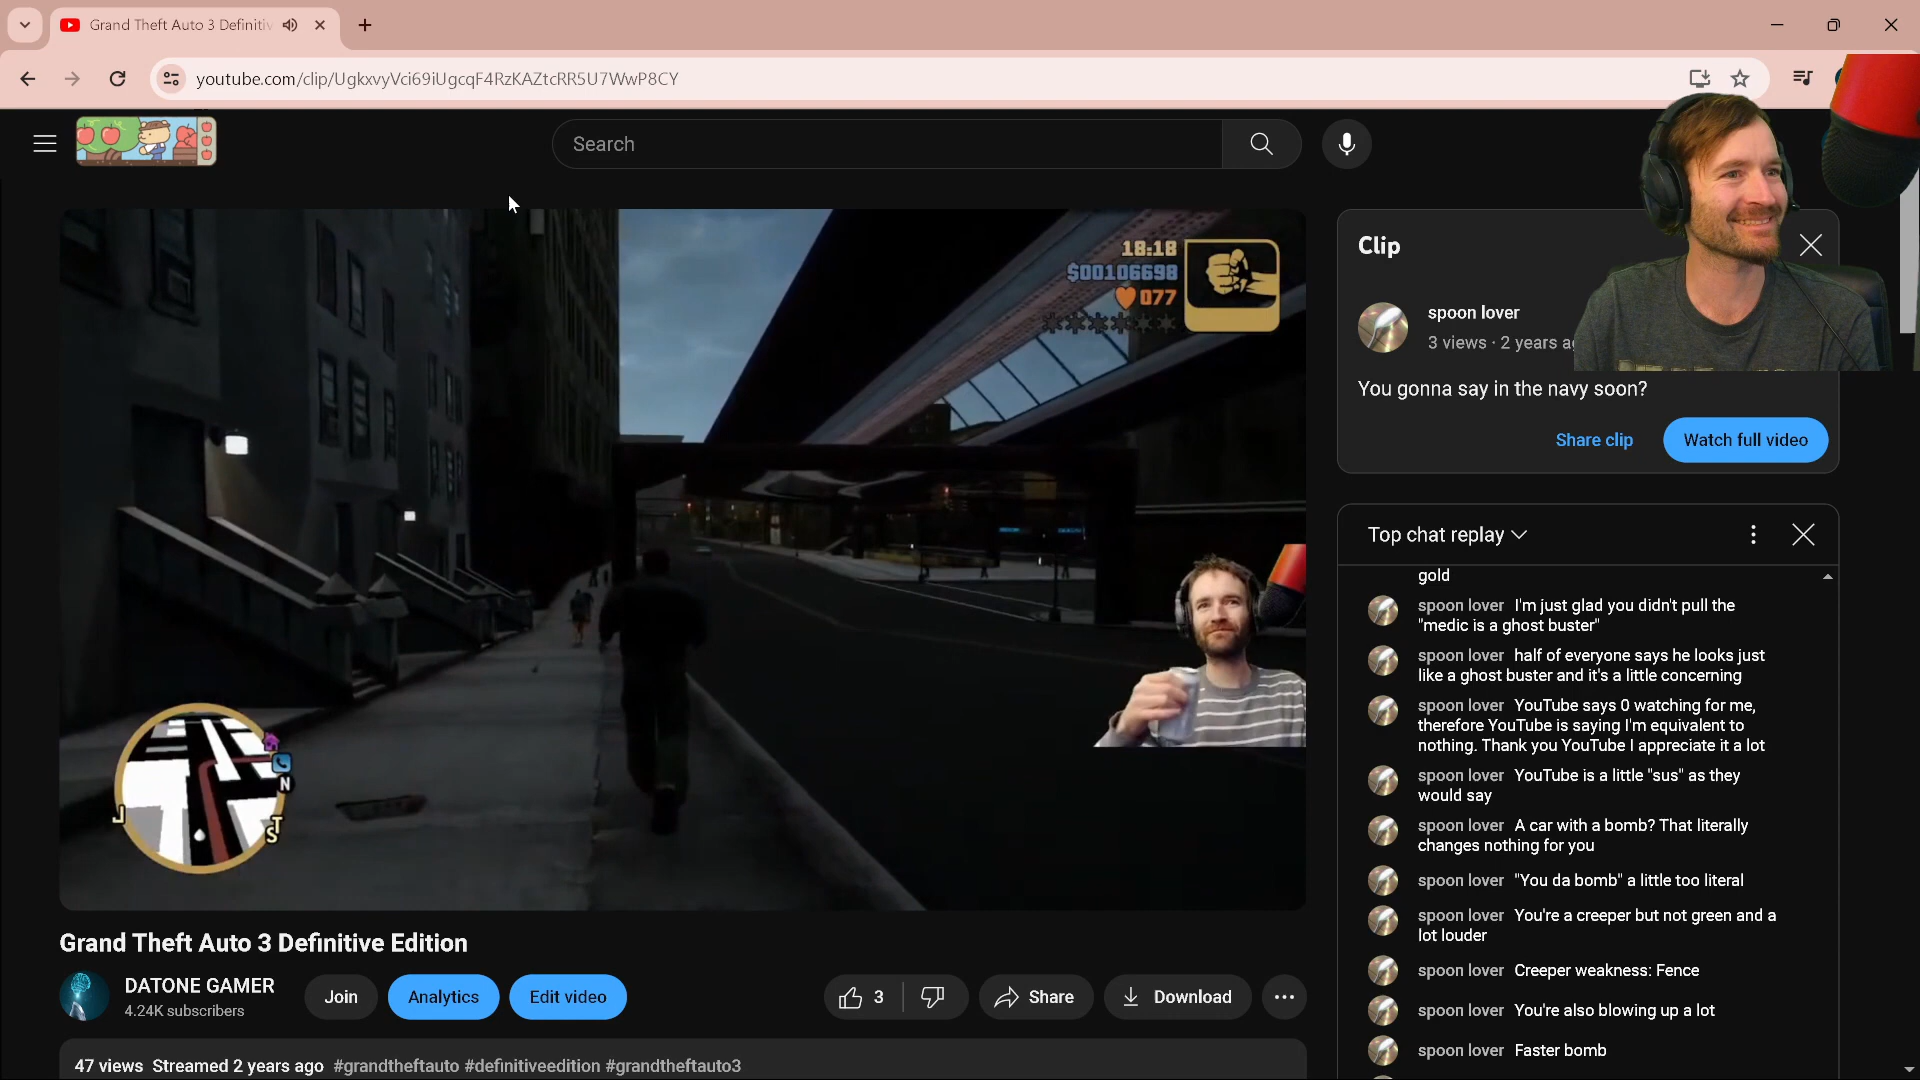 Grand Theft Auto 3 Definitiv
youtube.com/clip/UgkxvyVci69iUgcqF4RzKAZtcRR5U7WwP8CY
Search
18:18
$00106698
077
N
J
T
S
Clip
spoon lover
3 views · 2 years ag
You gonna say in the navy soon?
Share clip
Watch full video
Top chat replay
gold
spoon lover I'm just glad you didn't pull the
"medic is a ghost buster"
spoon lover half of everyone says he looks just
like a ghost buster and it's a little concerning
spoon lover YouTube says 0 watching for me,
therefore YouTube is saying I'm equivalent to
nothing. Thank you YouTube I appreciate it a lot
spoon lover YouTube is a little "sus" as they
would say
spoon lover A car with a bomb? That literally
changes nothing for you
spoon lover "You da bomb" a little too literal
spoon lover You're a creeper but not green and a
lot louder
spoon lover Creeper weakness: Fence
spoon lover You're also blowing up a lot
spoon lover Faster bomb
Grand Theft Auto 3 Definitive Edition
DATONE GAMER
4.24K subscribers
Join
Analytics
Edit video
3
Share
Download
47 views Streamed 2 years ago #grandtheftauto #definitiveedition #grandtheftauto3